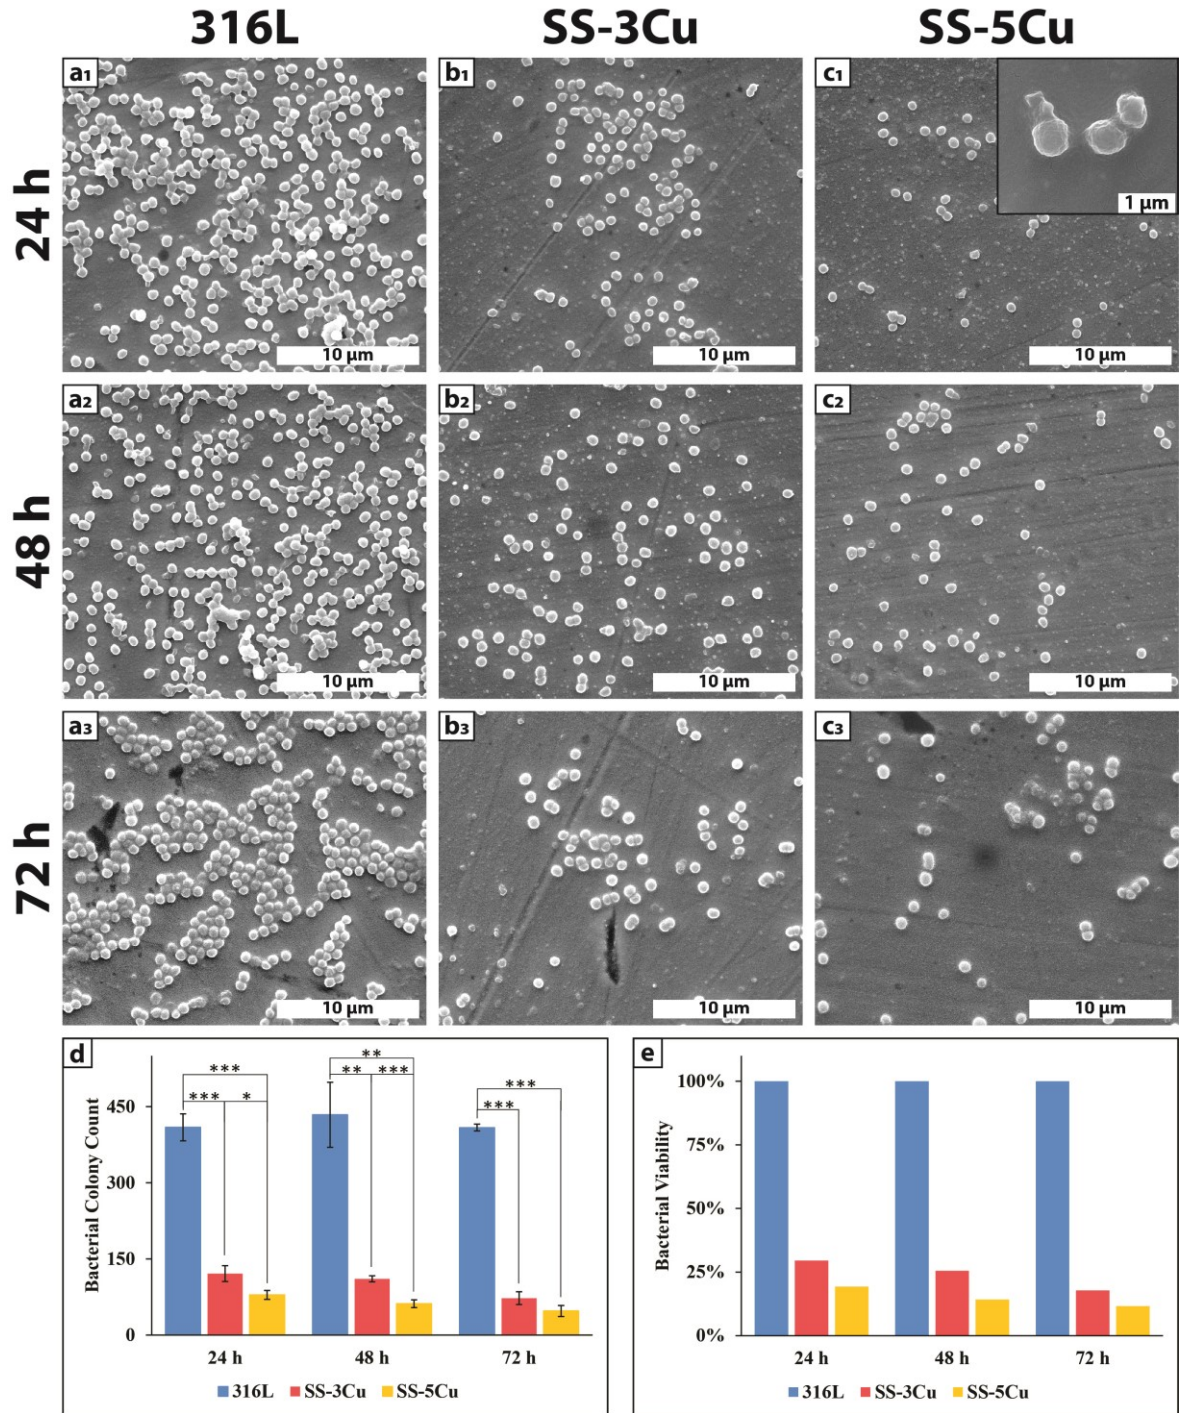 316L SS-3Cu SS-5Cu
24 h
a1 b1 c1
1 µm
10 µm 10 µm 10 µm
48 h
a2 b2 c2
10 µm 10 µm 10 µm
72 h
a3 b3 c3
10 µm 10 µm 10 µm
d
Bacterial Colony Count
450
300
150
0
*** *** *
** ** ***
*** ***
24 h 48 h 72 h
316L SS-3Cu SS-5Cu
e
Bacterial Viability
100%
75%
50%
25%
0%
24 h 48 h 72 h
316L SS-3Cu SS-5Cu